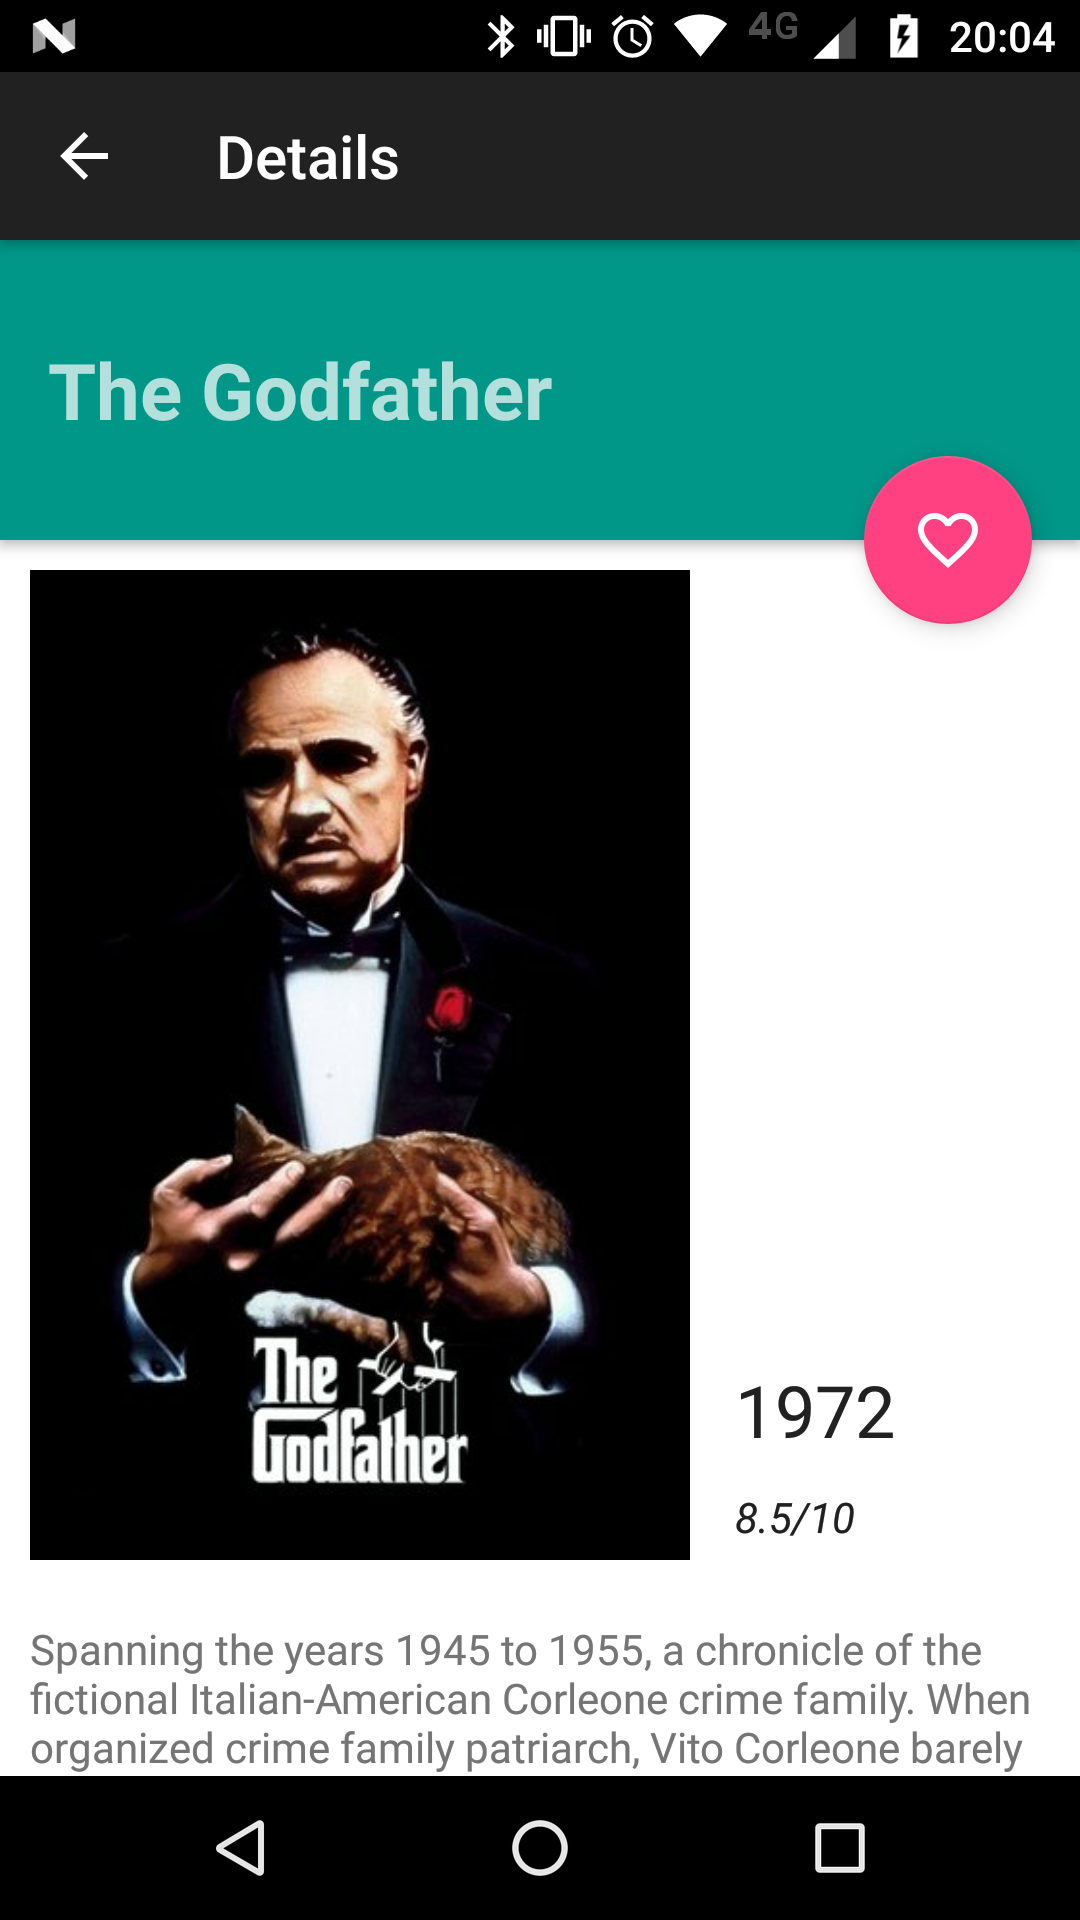 4G 20:04
Details
The Godfather
The
Godfather
1972
8.5/10
Spanning the years 1945 to 1955, a chronicle of the
fictional Italian-American Corleone crime family. When
organized crime family patriarch, Vito Corleone barely